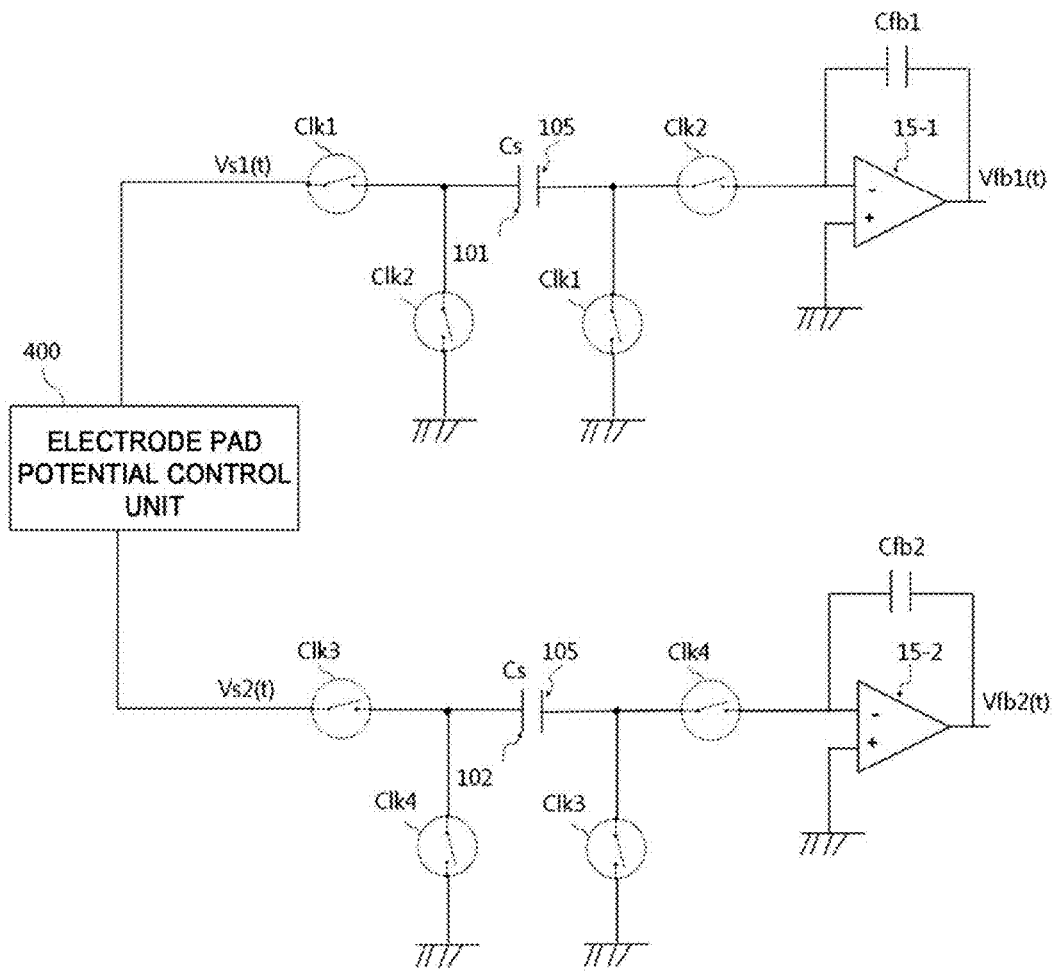 Cfb1
Clk1
Cs
105
Clk2
15-1
Vs1(t)
-
+
Vfb1(t)
101
Clk2
Clk1
400
ELECTRODE PAD
POTENTIAL CONTROL
UNIT
Cfb2
Clk3
Cs
105
Clk4
15-2
Vs2(t)
-
+
Vfb2(t)
102
Clk4
Clk3